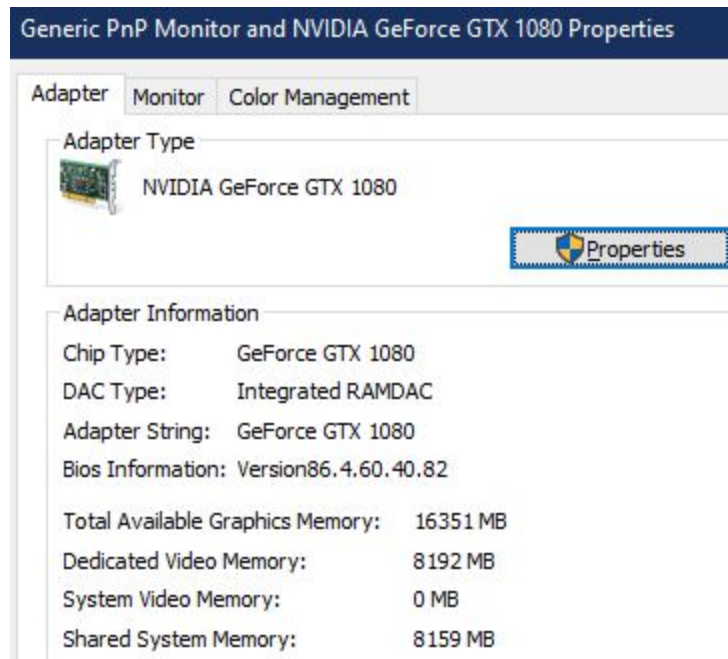 Generic PnP Monitor and NVIDIA GeForce GTX 1080 Properties
Adapter Monitor Color Management
Adapter Type
NVIDIA GeForce GTX 1080
Properties
Adapter Information
Chip Type: GeForce GTX 1080
DAC Type: Integrated RAMDAC
Adapter String: GeForce GTX 1080
Bios Information: Version86.4.60.40.82
Total Available Graphics Memory: 16351 MB
Dedicated Video Memory: 8192 MB
System Video Memory: 0 MB
Shared System Memory: 8159 MB